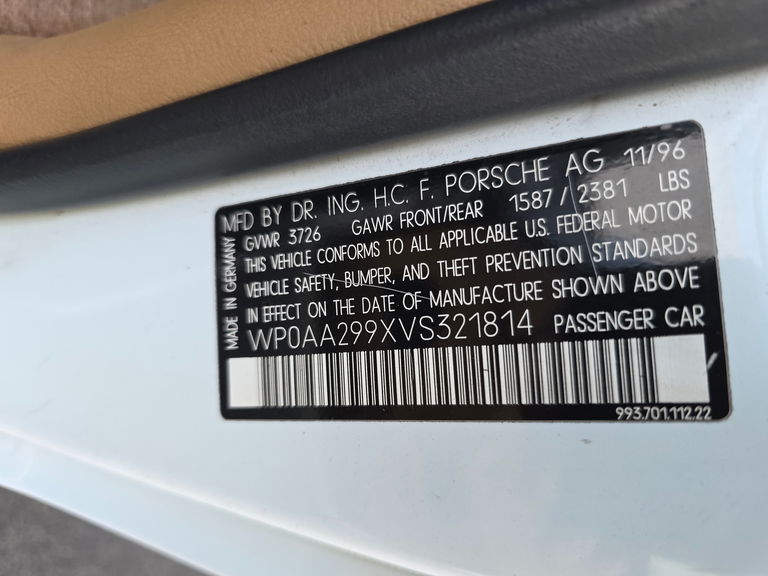 MFD BY DR. ING. H.C. F. PORSCHE AG 11/96
GVWR 3726 GAWR FRONT/REAR 1587 / 2381 LBS
THIS VEHICLE CONFORMS TO ALL APPLICABLE U.S. FEDERAL MOTOR
VEHICLE SAFETY, BUMPER, AND THEFT PREVENTION STANDARDS
IN EFFECT ON THE DATE OF MANUFACTURE SHOWN ABOVE
WP0AA299XVS321814 PASSENGER CAR
MADE IN GERMANY
993.701.112.22